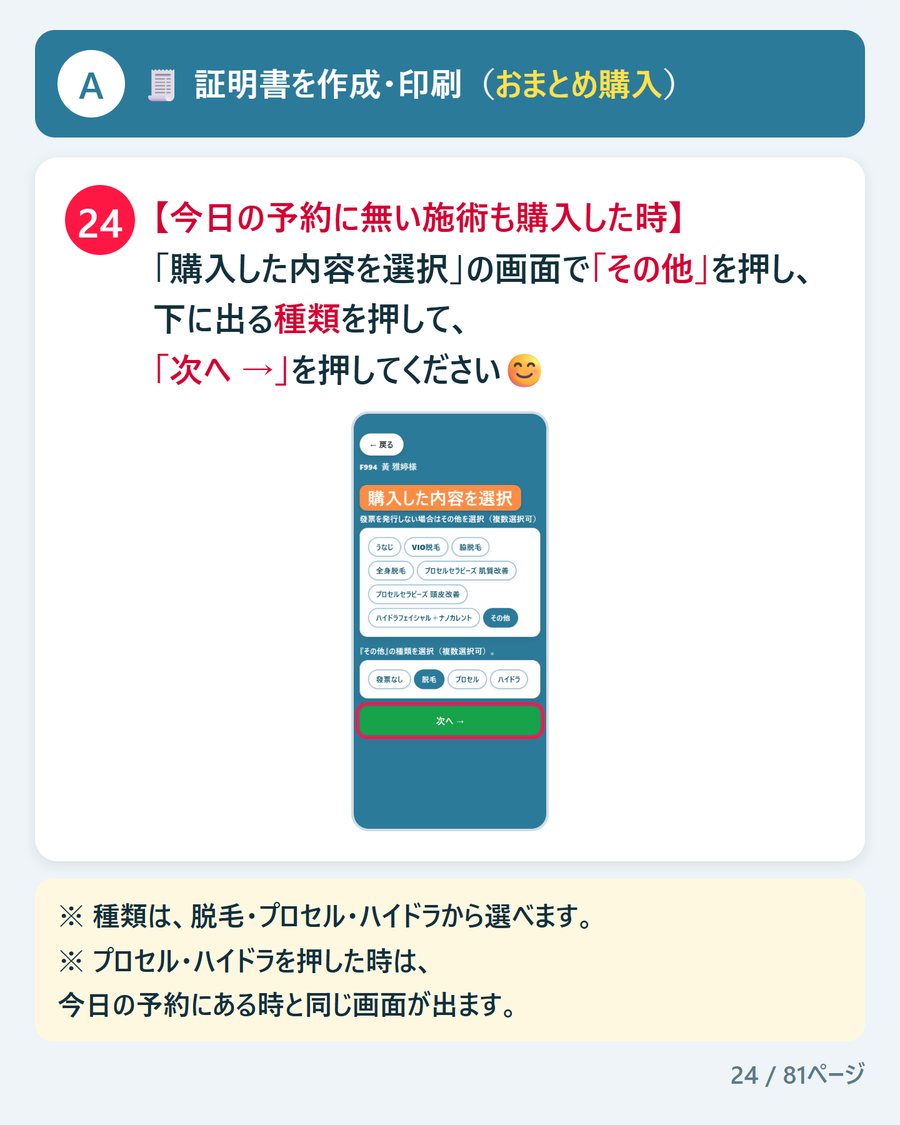 A 🧾 証明書を作成・印刷（おまとめ購入）
24 【今日の予約に無い施術も購入した時】
「購入した内容を選択」の画面で「その他」を押し、
下に出る種類を押して、
「次へ →」を押してください😊
← 戻る
F994 黃 雅婷様
購入した内容を選択
發票を発行しない場合はその他を選択（複数選択可）
うなじ VIO脱毛 脇脱毛
全身脱毛 プロセルセラピーズ 肌質改善
プロセルセラピーズ 頭皮改善
ハイドラフェイシャル＋ナノカレント その他
『その他』の種類を選択（複数選択可）。
發票なし 脱毛 プロセル ハイドラ
次へ →
※ 種類は、脱毛・プロセル・ハイドラから選べます。
※ プロセル・ハイドラを押した時は、
今日の予約にある時と同じ画面が出ます。
24 / 81ページ